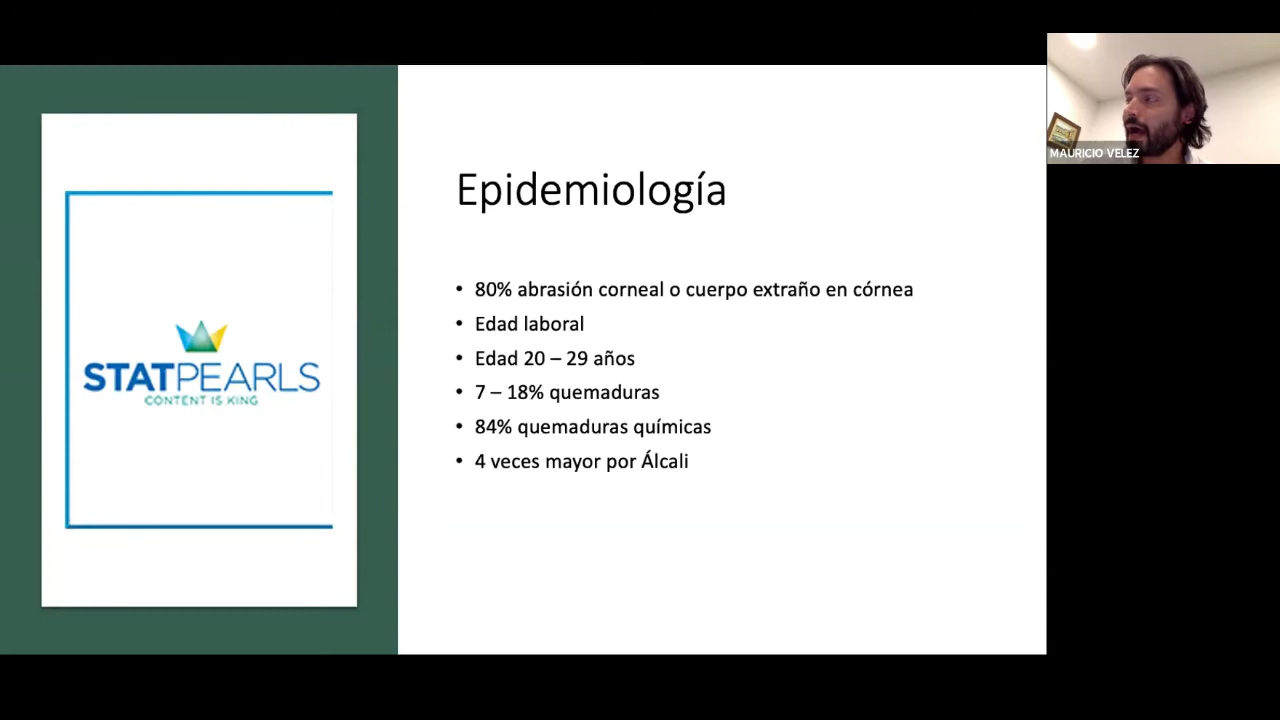 MAURICIO VELEZ
Epidemiología
• 80% abrasión corneal o cuerpo extraño en córnea
• Edad laboral
• Edad 20 – 29 años
• 7 – 18% quemaduras
• 84% quemaduras químicas
• 4 veces mayor por Álcali
STATPEARLS
CONTENT IS KING